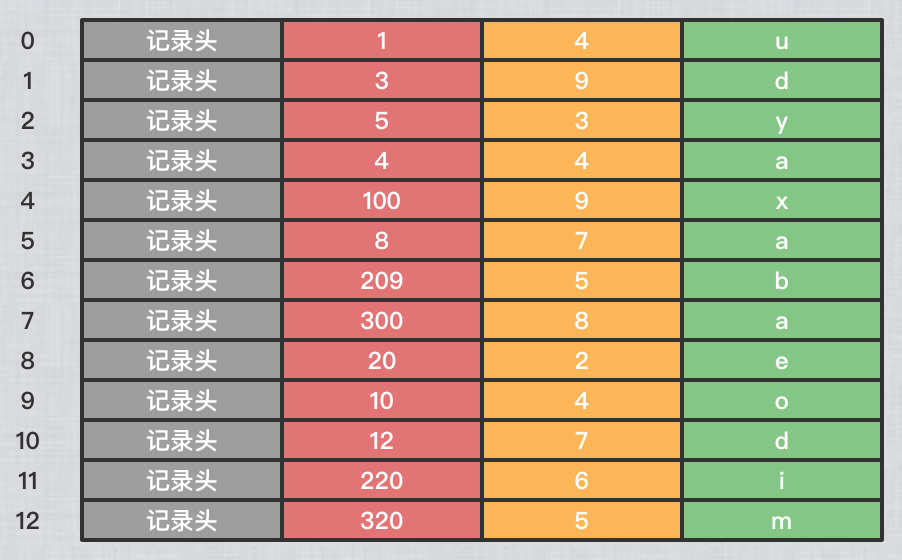 0 记录头 1 4 u
1 记录头 3 9 d
2 记录头 5 3 y
3 记录头 4 4 a
4 记录头 100 9 x
5 记录头 8 7 a
6 记录头 209 5 b
7 记录头 300 8 a
8 记录头 20 2 e
9 记录头 10 4 o
10 记录头 12 7 d
11 记录头 220 6 i
12 记录头 320 5 m